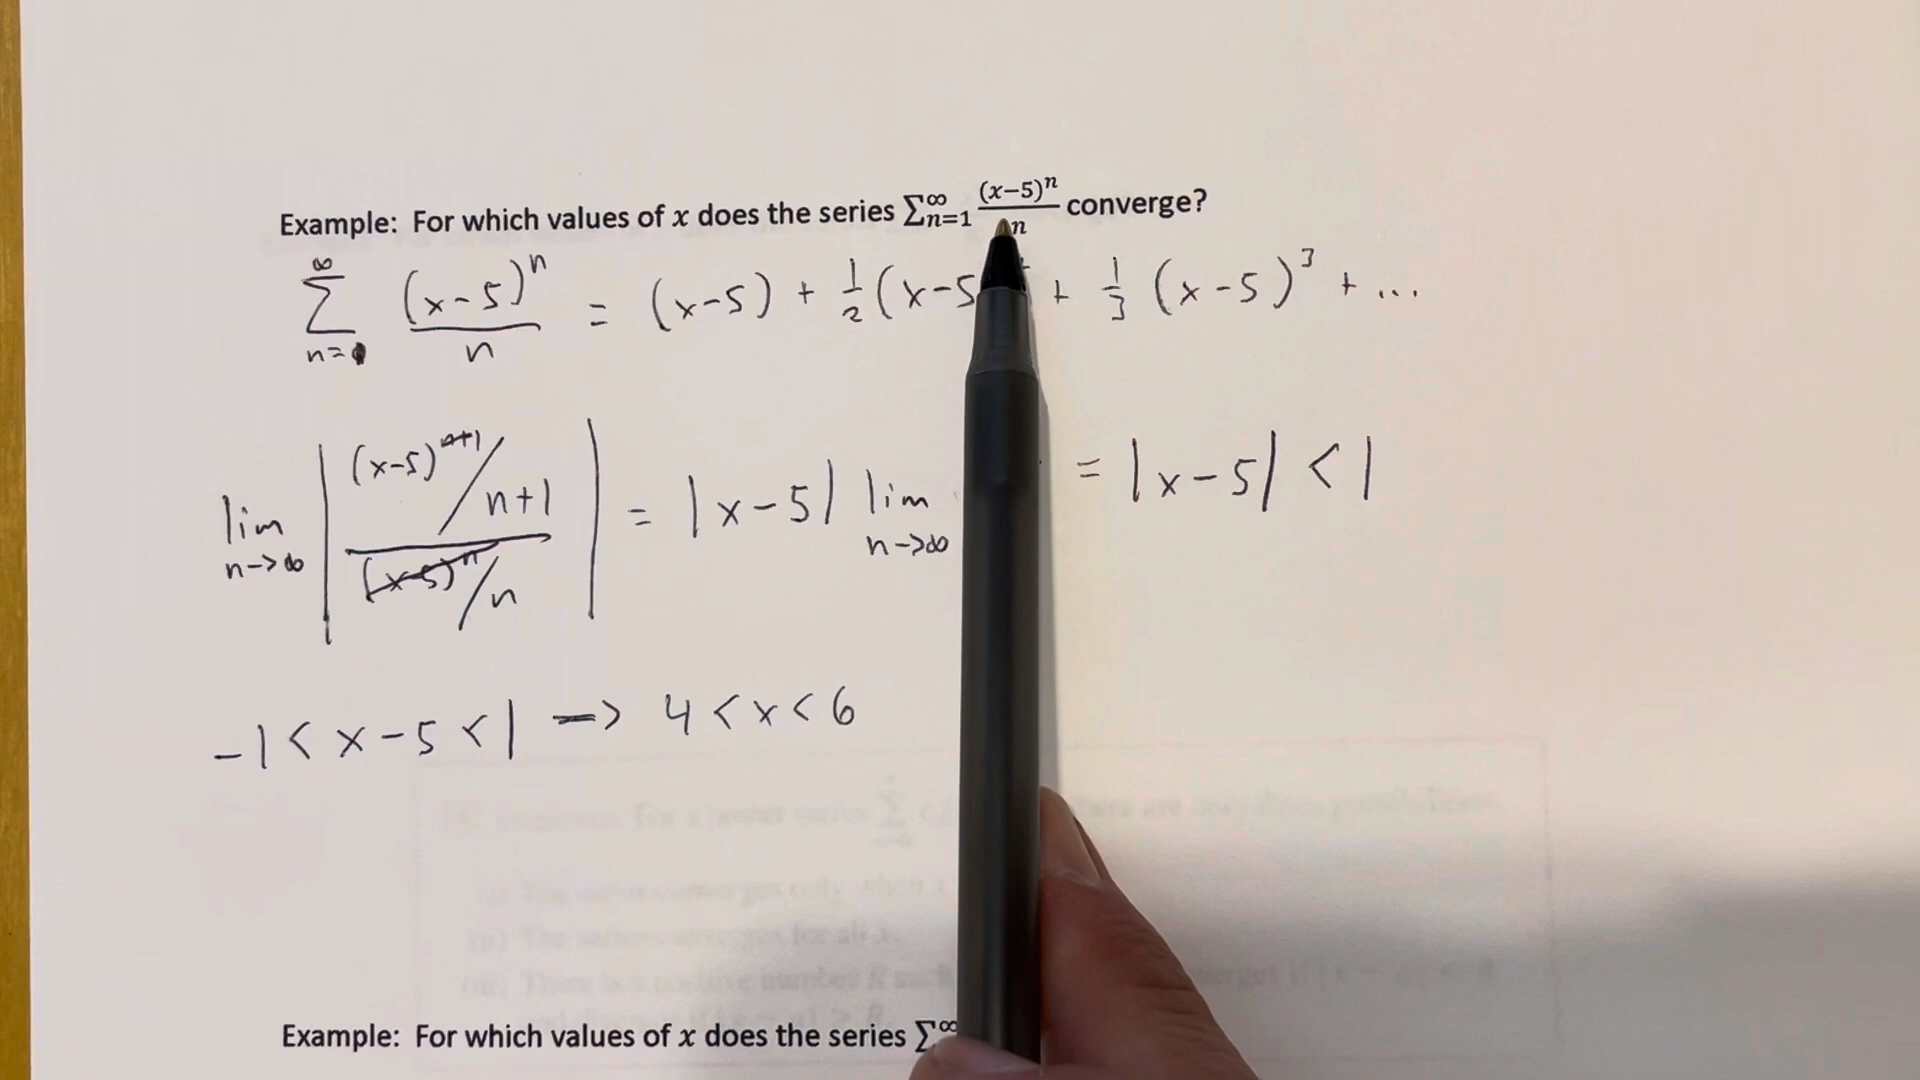 Example: For which values of x does the series ∑_{n=1}^{∞} (x−5)^n / n converge?
∑_{n=}^{∞} (x-5)^n / n = (x-5) + 1/2 (x-5 + 1/3 (x-5)^3 + ...
lim_{n->∞} | ((x-5)^{n+1} / n+1) / ((x-5)^n / n) | = |x-5| lim_{n->∞} = |x-5| < 1
-1 < x-5 < 1 -> 4 < x < 6
Example: For which values of x does the series ∑^∞